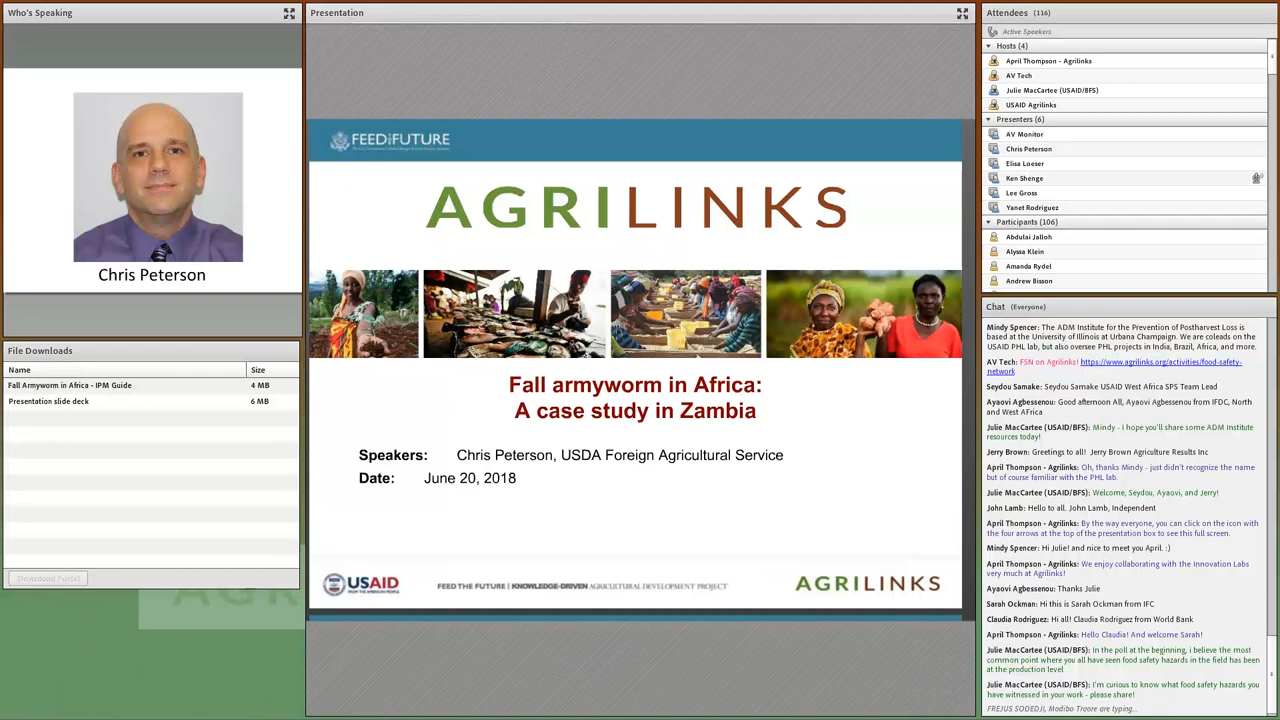 Who's Speaking
Chris Peterson
File Downloads
Name
Size
Fall Armyworm in Africa - IPM Guide
4 MB
Presentation slide deck
6 MB
Download File(s)
AGRIL
Presentation
FEED THE FUTURE
AGRILINKS
Fall armyworm in Africa:
A case study in Zambia
Speakers: Chris Peterson, USDA Foreign Agricultural Service
Date: June 20, 2018
USAID
FROM THE AMERICAN PEOPLE
FEED THE FUTURE | KNOWLEDGE-DRIVEN AGRICULTURAL DEVELOPMENT PROJECT
AGRILINKS
Attendees (116)
Active Speakers
Hosts (4)
April Thompson - Agrilinks
AV Tech
Julie MacCartee (USAID/BFS)
USAID Agrilinks
Presenters (6)
AV Monitor
Chris Peterson
Elisa Loeser
Ken Shenge
Lee Gross
Yanet Rodriguez
Participants (106)
Abdulai Jalloh
Alyssa Klein
Amanda Rydel
Andrew Bisson
Chat (Everyone)
Mindy Spencer: The ADM Institute for the Prevention of Postharvest Loss is
based at the University of Illinois at Urbana Champaign. We are coleads on the
USAID PHL lab, but also oversee PHL projects in India, Brazil, Africa, and more.
AV Tech: FSN on Agrilinks! https://www.agrilinks.org/activities/food-safety-
network
Seydou Samake: Seydou Samake USAID West Africa SPS Team Lead
Ayaovi Agbessenou: Good afternoon All, Ayaovi Agbessenou from IFDC, North
and West AFrica
Julie MacCartee (USAID/BFS): Mindy - I hope you'll share some ADM Institute
resources today!
Jerry Brown: Greetings to all! Jerry Brown Agriculture Results Inc
April Thompson - Agrilinks: Oh, thanks Mindy - just didn't recognize the name
but of course familiar with the PHL lab.
Julie MacCartee (USAID/BFS): Welcome, Seydou, Ayaovi, and Jerry!
John Lamb: Hello to all. John Lamb, Independent
April Thompson - Agrilinks: By the way everyone, you can click on the icon with
the four arrows at the top of the presentation box to see this full screen.
Mindy Spencer: Hi Julie! and nice to meet you April. :)
April Thompson - Agrilinks: We enjoy collaborating with the Innovation Labs
very much at Agrilinks!
Ayaovi Agbessenou: Thanks Julie
Sarah Ockman: Hi this is Sarah Ockman from IFC
Claudia Rodriguez: Hi all! Claudia Rodriguez from World Bank
April Thompson - Agrilinks: Hello Claudia! And welcome Sarah!
Julie MacCartee (USAID/BFS): In the poll at the beginning, i believe the most
common point where you all have seen food safety hazards in the field has been
at the production level
Julie MacCartee (USAID/BFS): I'm curious to know what food safety hazards you
have witnessed in your work - please share!
FREJUS SODEDJI, Modibo Traore are typing...